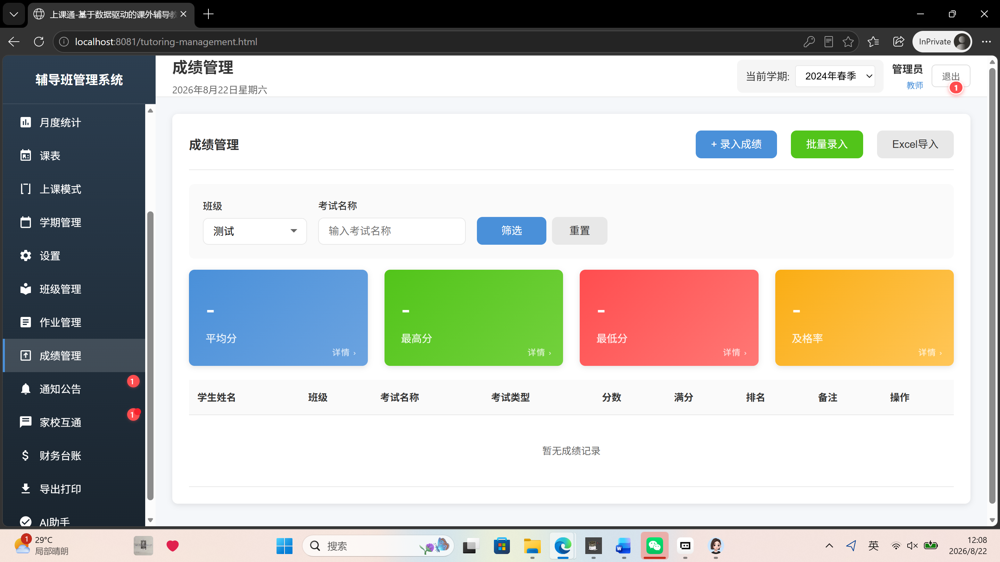 上课通-基于数据驱动的课外辅导教
localhost:8081/tutoring-management.html
InPrivate
辅导班管理系统
月度统计
课表
上课模式
学期管理
设置
班级管理
作业管理
成绩管理
通知公告
1
家校互通
1
财务台账
导出打印
AI助手
成绩管理
2026年8月22日星期六
当前学期:
2024年春季
管理员
教师
退出
1
成绩管理
+ 录入成绩
批量录入
Excel导入
班级
考试名称
测试
输入考试名称
筛选
重置
-
平均分
详情 ›
-
最高分
详情 ›
-
最低分
详情 ›
-
及格率
详情 ›
学生姓名 班级 考试名称 考试类型 分数 满分 排名 备注 操作
暂无成绩记录
1
29°C
局部晴朗
搜索
英
12:08
2026/8/22